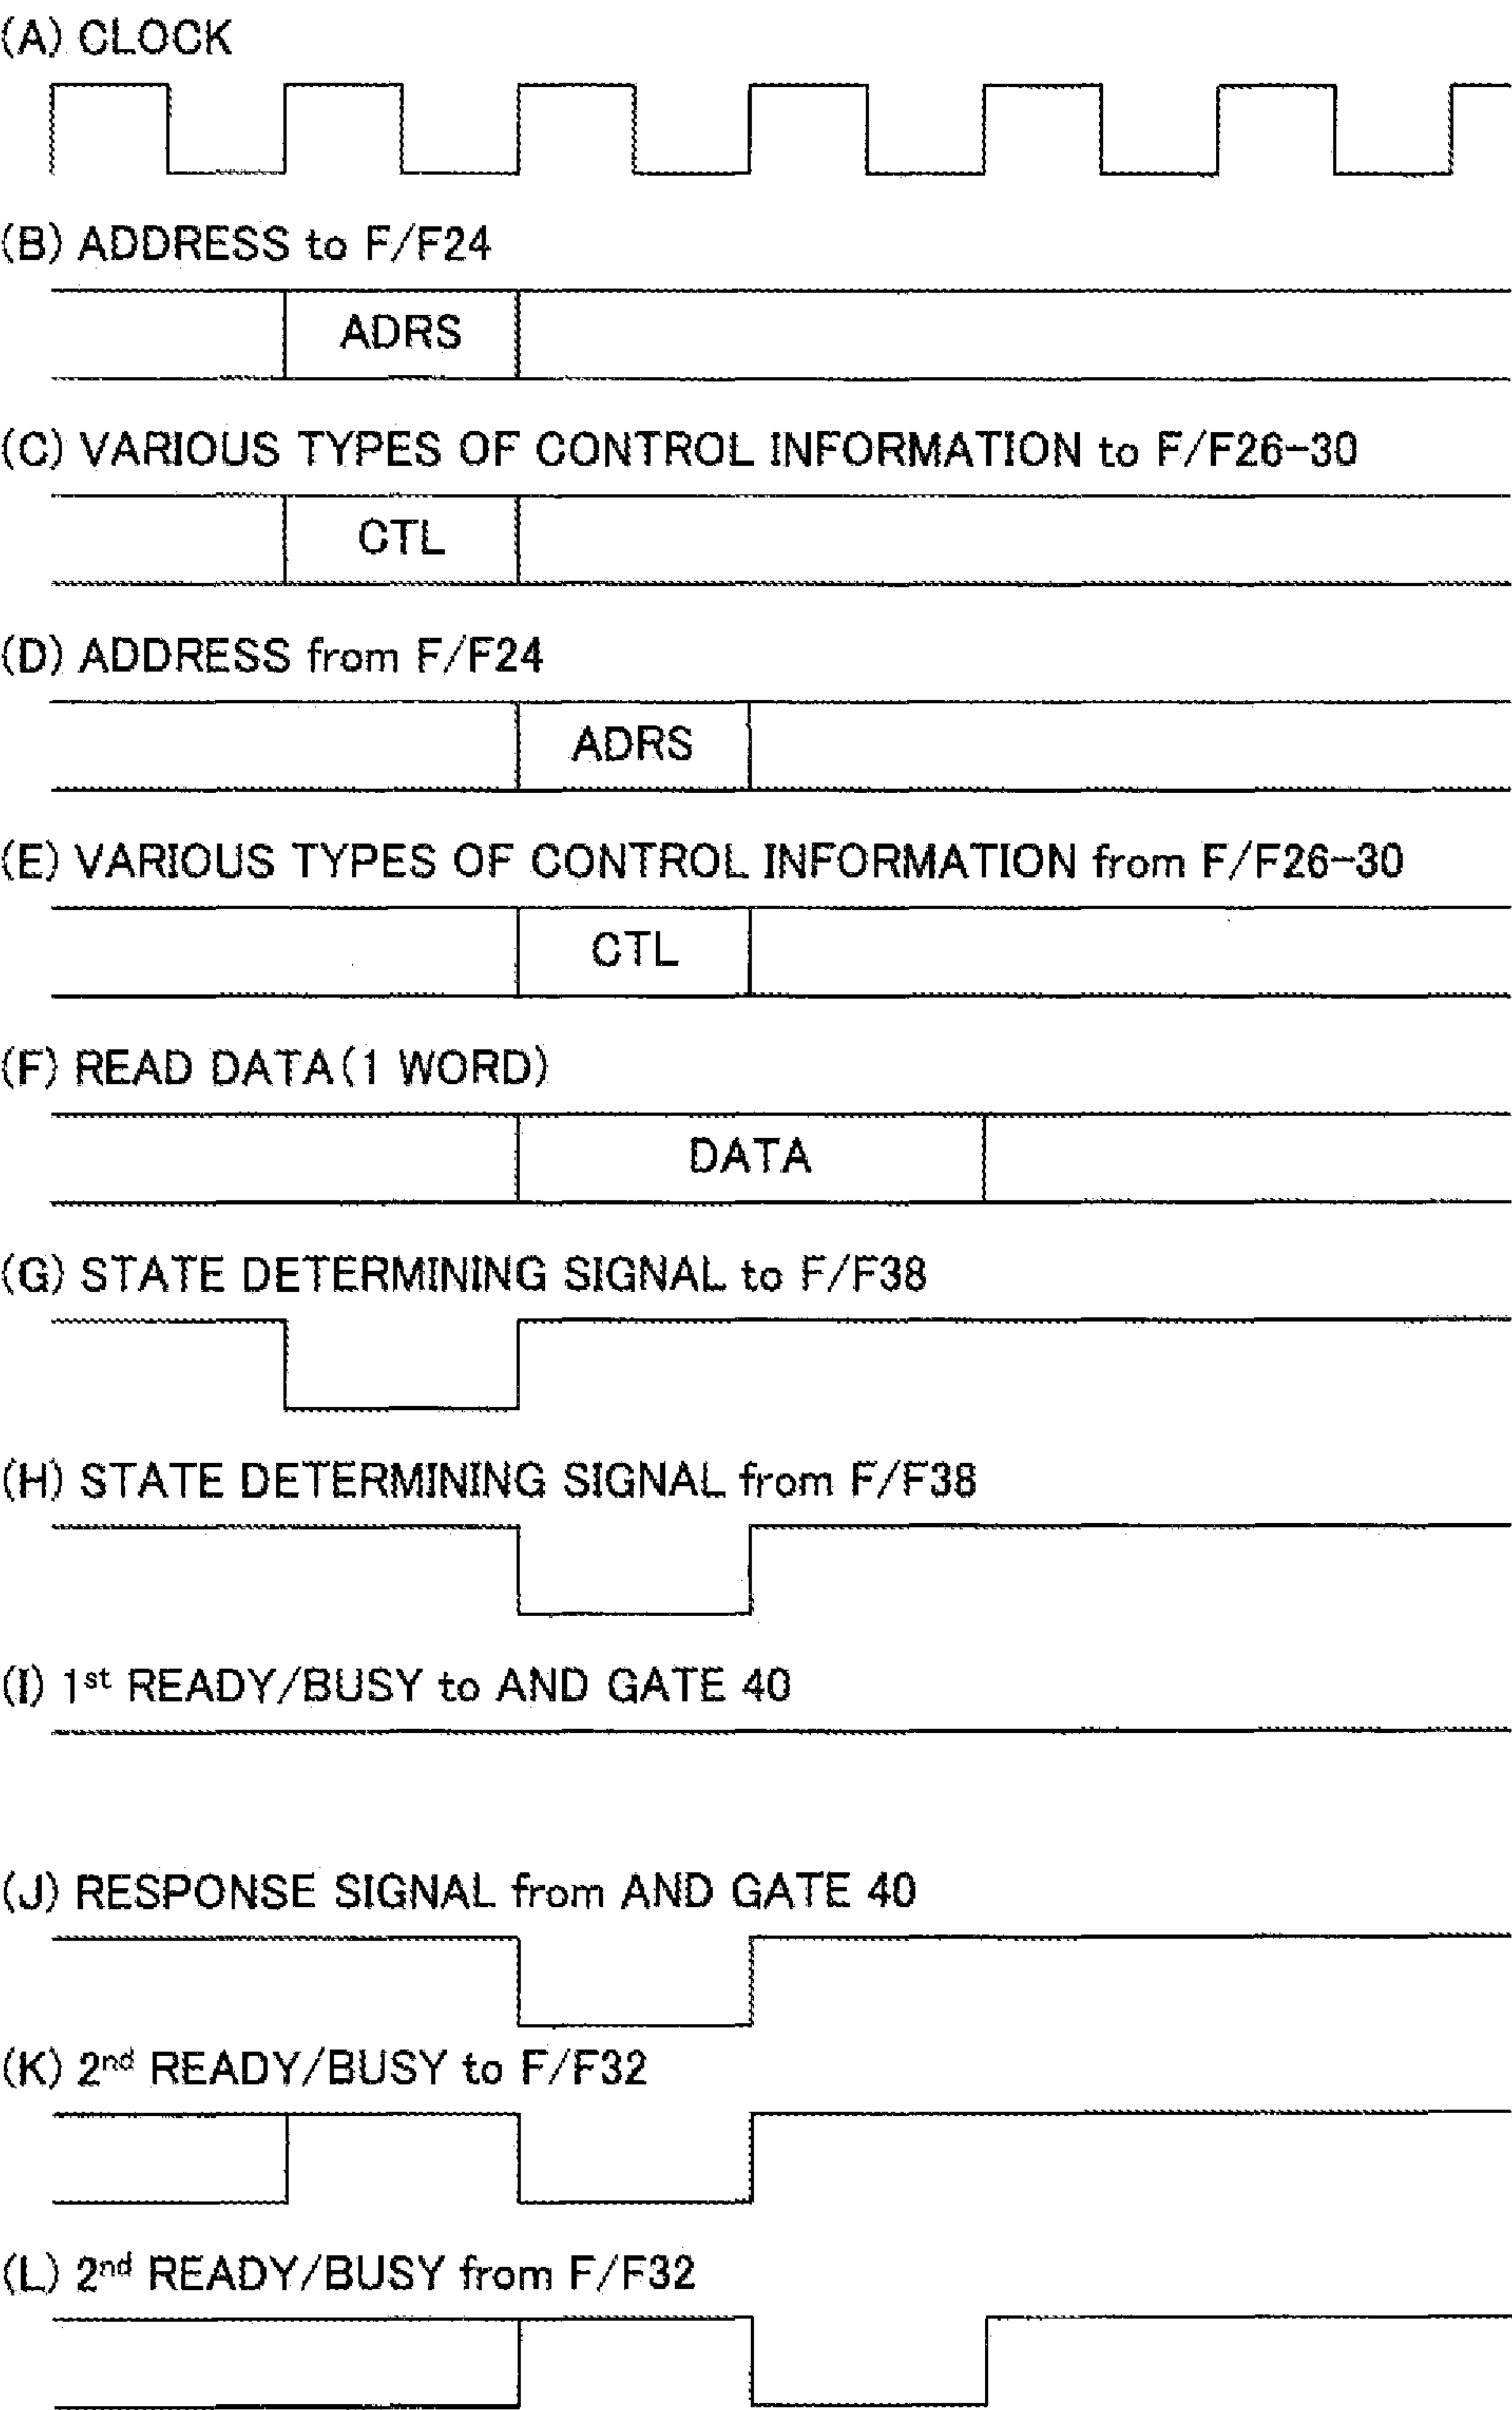 (A) CLOCK
(B) ADDRESS to F/F24
ADRS
(C) VARIOUS TYPES OF CONTROL INFORMATION to F/F26-30
CTL
(D) ADDRESS from F/F24
ADRS
(E) VARIOUS TYPES OF CONTROL INFORMATION from F/F26-30
CTL
(F) READ DATA(1 WORD)
DATA
(G) STATE DETERMINING SIGNAL to F/F38
(H) STATE DETERMINING SIGNAL from F/F38
(I) 1st READY/BUSY to AND GATE 40
(J) RESPONSE SIGNAL from AND GATE 40
(K) 2nd READY/BUSY to F/F32
(L) 2nd READY/BUSY from F/F32